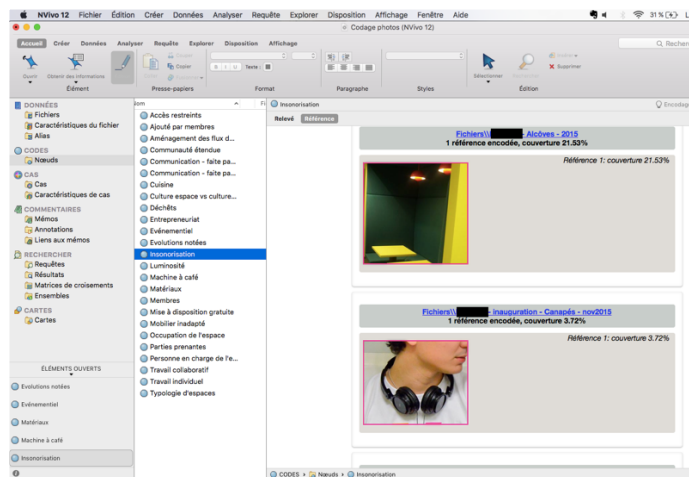 NVivo 12 Fichier Édition Créer Données Analyser Requête Explorer Disposition Affichage Fenêtre Aide 31 %
Codage photos (NVivo 12)
Accueil Créer Données Analyser Requête Explorer Disposition Affichage
Recher
Ouvrir Obtenir des informations
Copier
B I U Texte :
Sélectionner
Supprimer
Élément Presse-papiers Format Paragraphe Styles Édition
DONNÉES
Fichiers
Caractéristiques du fichier
Alias
CODES
Nœuds
CAS
Cas
Caractéristiques de cas
COMMENTAIRES
Mémos
Annotations
Liens aux mémos
RECHERCHER
Requêtes
Résultats
Matrices de croisements
Ensembles
CARTES
Cartes
ÉLÉMENTS OUVERTS
Evolutions notées
Evénementiel
Matériaux
Machine à café
Insonorisation
Nom Fi
Accès restreints
Ajouté par membres
Aménagement des flux d...
Communauté étendue
Communication - faite pa...
Communication - faite pa...
Cuisine
Culture espace vs culture...
Déchêts
Entrepreneuriat
Evénementiel
Evolutions notées
Insonorisation
Luminosité
Machine à café
Matériaux
Membres
Mise à disposition gratuite
Mobilier inadapté
Occupation de l'espace
Parties prenantes
Personne en charge de l'e...
Travail collaboratif
Travail individuel
Typologie d'espaces
Insonorisation
Encodag
Relevé Référence
Fichiers\\ - Alcôves - 2015
1 référence encodée, couverture 21.53%
Référence 1: couverture 21.53%
Fichiers\\ - inauguration - Canapés - nov2015
1 référence encodée, couverture 3.72%
Référence 1: couverture 3.72%
CODES Nœuds Insonorisation